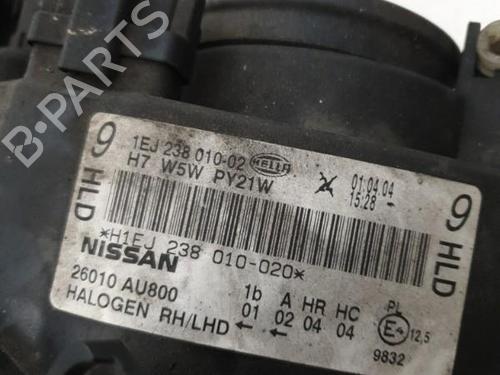 B-PARTS
9 HLD
1EJ 238 010-02 HELLA
H7 W5W PY21W
01.04.04
15:28
9 HLD
*H1EJ 238 010-020*
NISSAN
26010 AU800
HALOGEN RH/LHD
1b A HR HC
01 02 04 04
← ←
PL
E4 12,5
9832